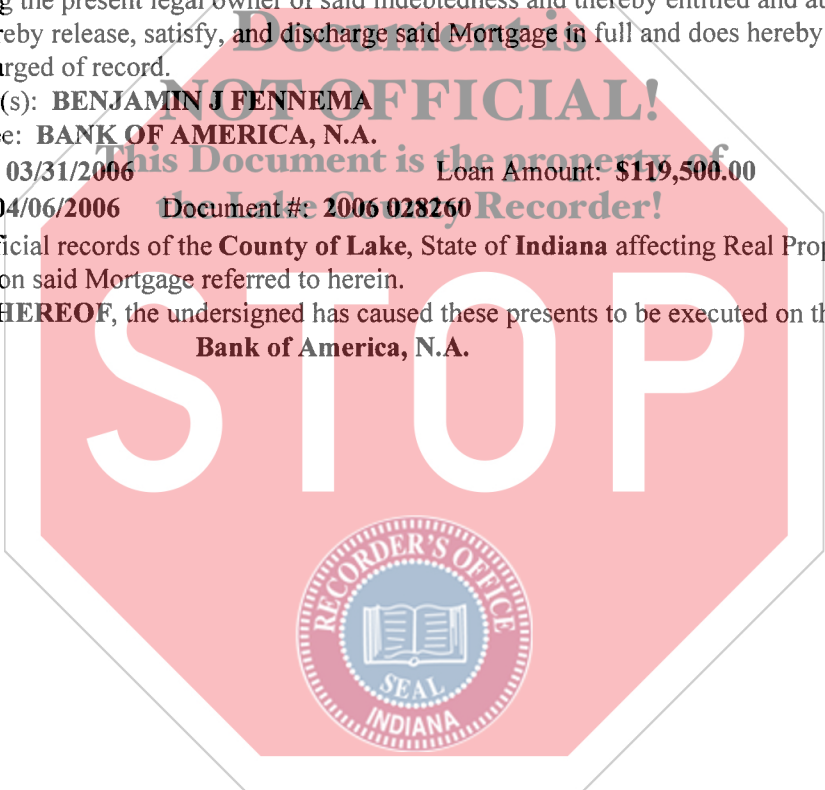 g the present legal owner of said indebtedness and thereby entitled and au
reby release, satisfy, and discharge said Mortgage in full and does hereby
arged of record.
(s): BENJAMIN J FENNEMA
e: BANK OF AMERICA, N.A.
03/31/2006 Loan Amount: $119,500.00
04/06/2006 Document #: 2006 028260
ficial records of the County of Lake, State of Indiana affecting Real Prop
on said Mortgage referred to herein.
HEREOF, the undersigned has caused these presents to be executed on th
Bank of America, N.A.
Document is
NOT OFFICIAL!
This Document is the property of
the Lake County Recorder!
STOP
RECORDER'S OFFICE
SEAL
INDIANA